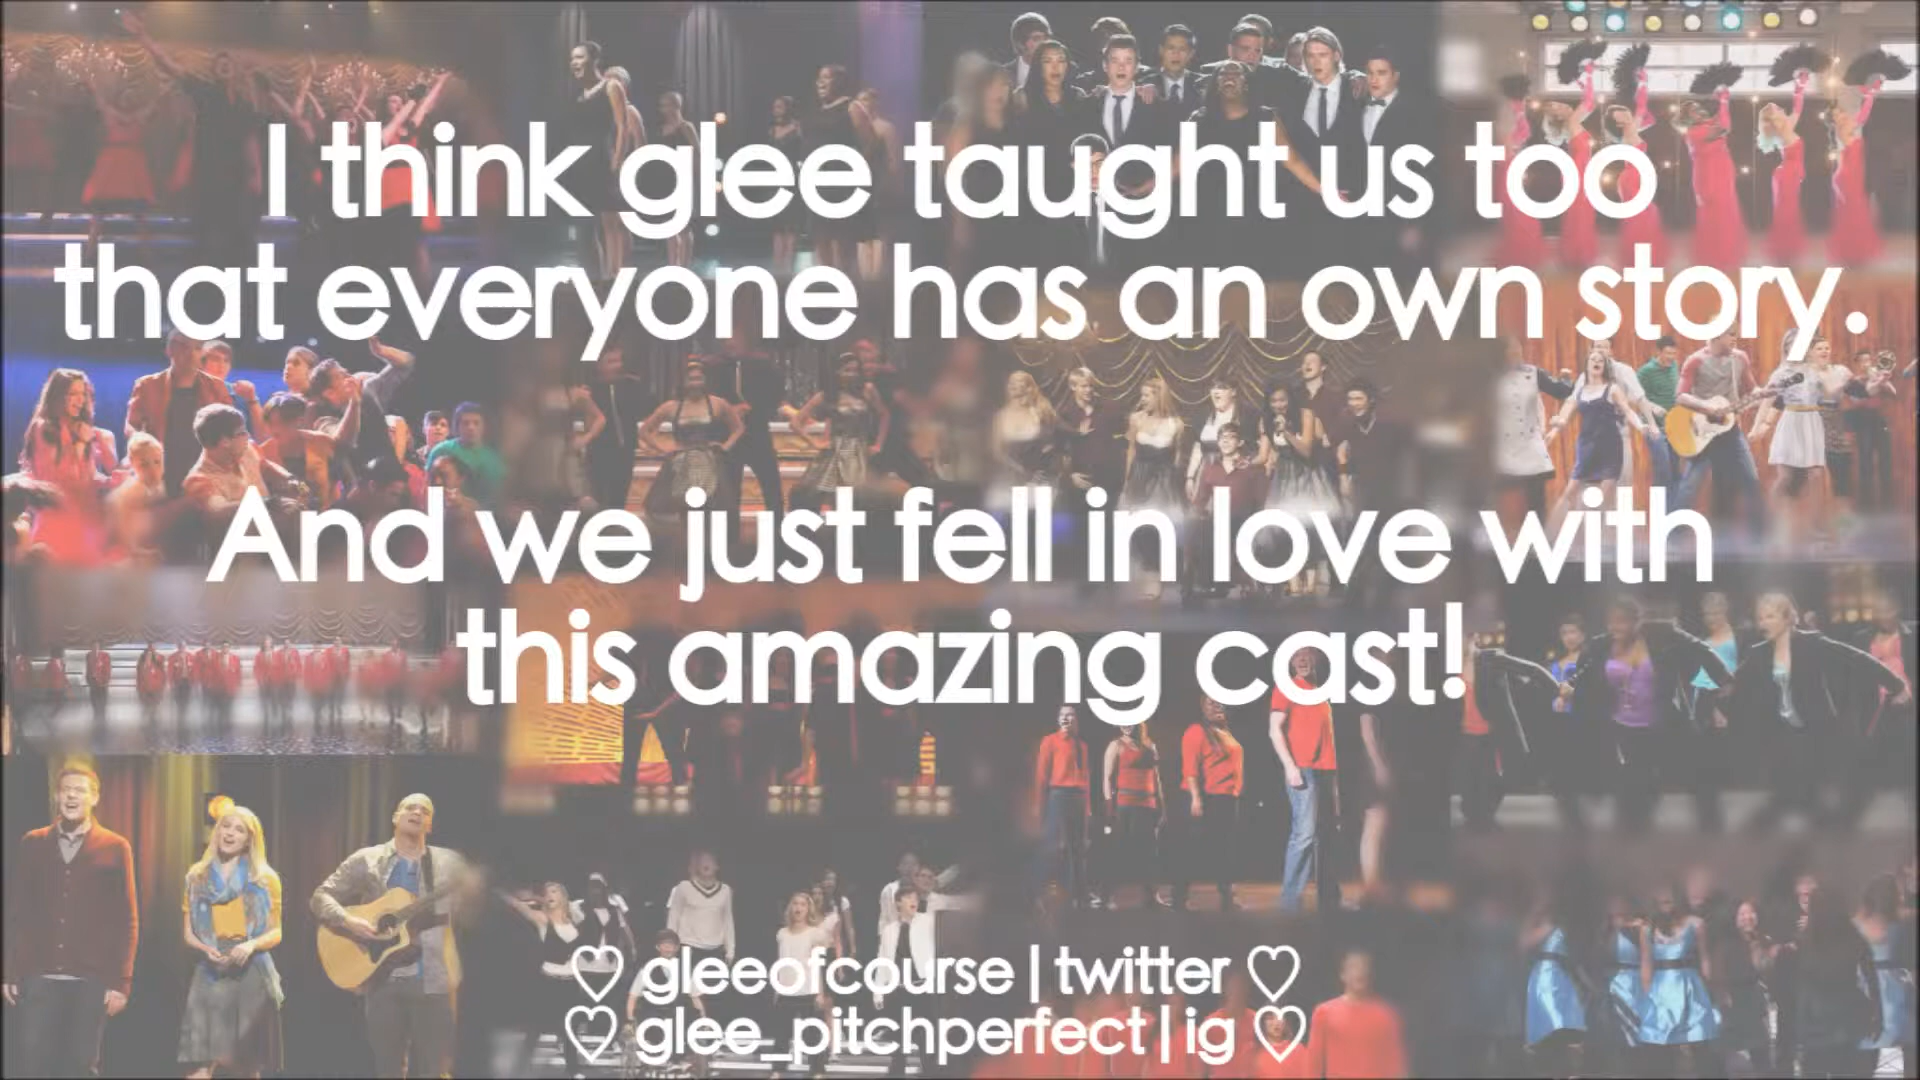 I think glee taught us too
that everyone has an own story.
And we just fell in love with
this amazing cast!
♡ gleeofcourse | twitter ♡
♡ glee_pitchperfect | ig ♡